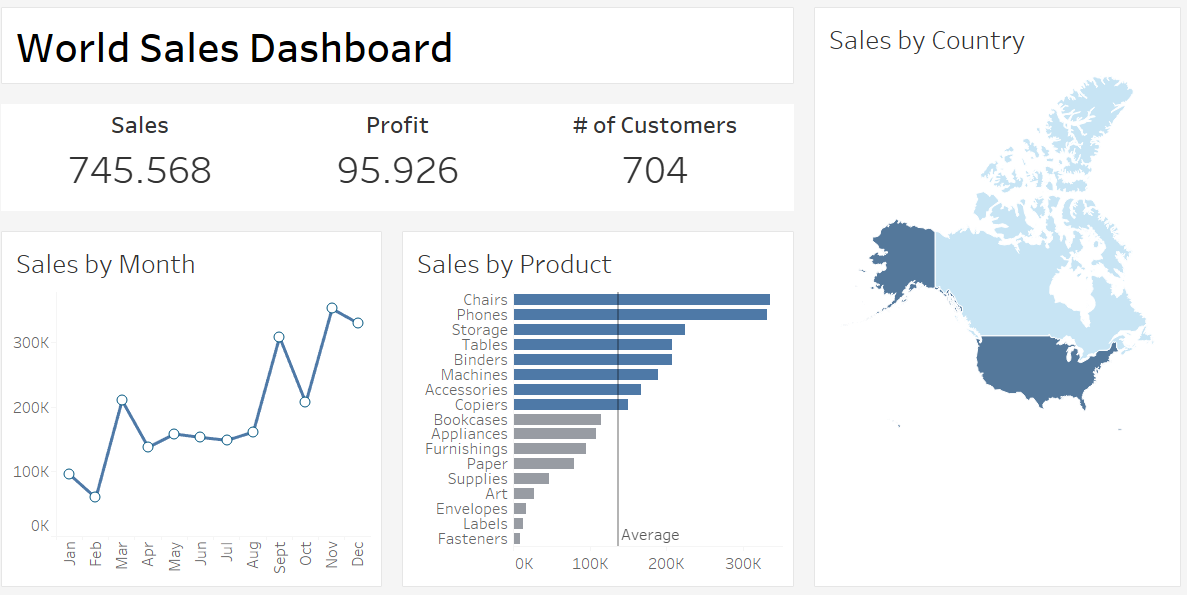 World Sales Dashboard
Sales Profit # of Customers
745.568 95.926 704
Sales by Month
300K
200K
100K
0K
Jan Feb Mar Apr May Jun Jul Aug Sept Oct Nov Dec
Sales by Product
Chairs
Phones
Storage
Tables
Binders
Machines
Accessories
Copiers
Bookcases
Appliances
Furnishings
Paper
Supplies
Art
Envelopes
Labels
Fasteners
Average
0K 100K 200K 300K
Sales by Country